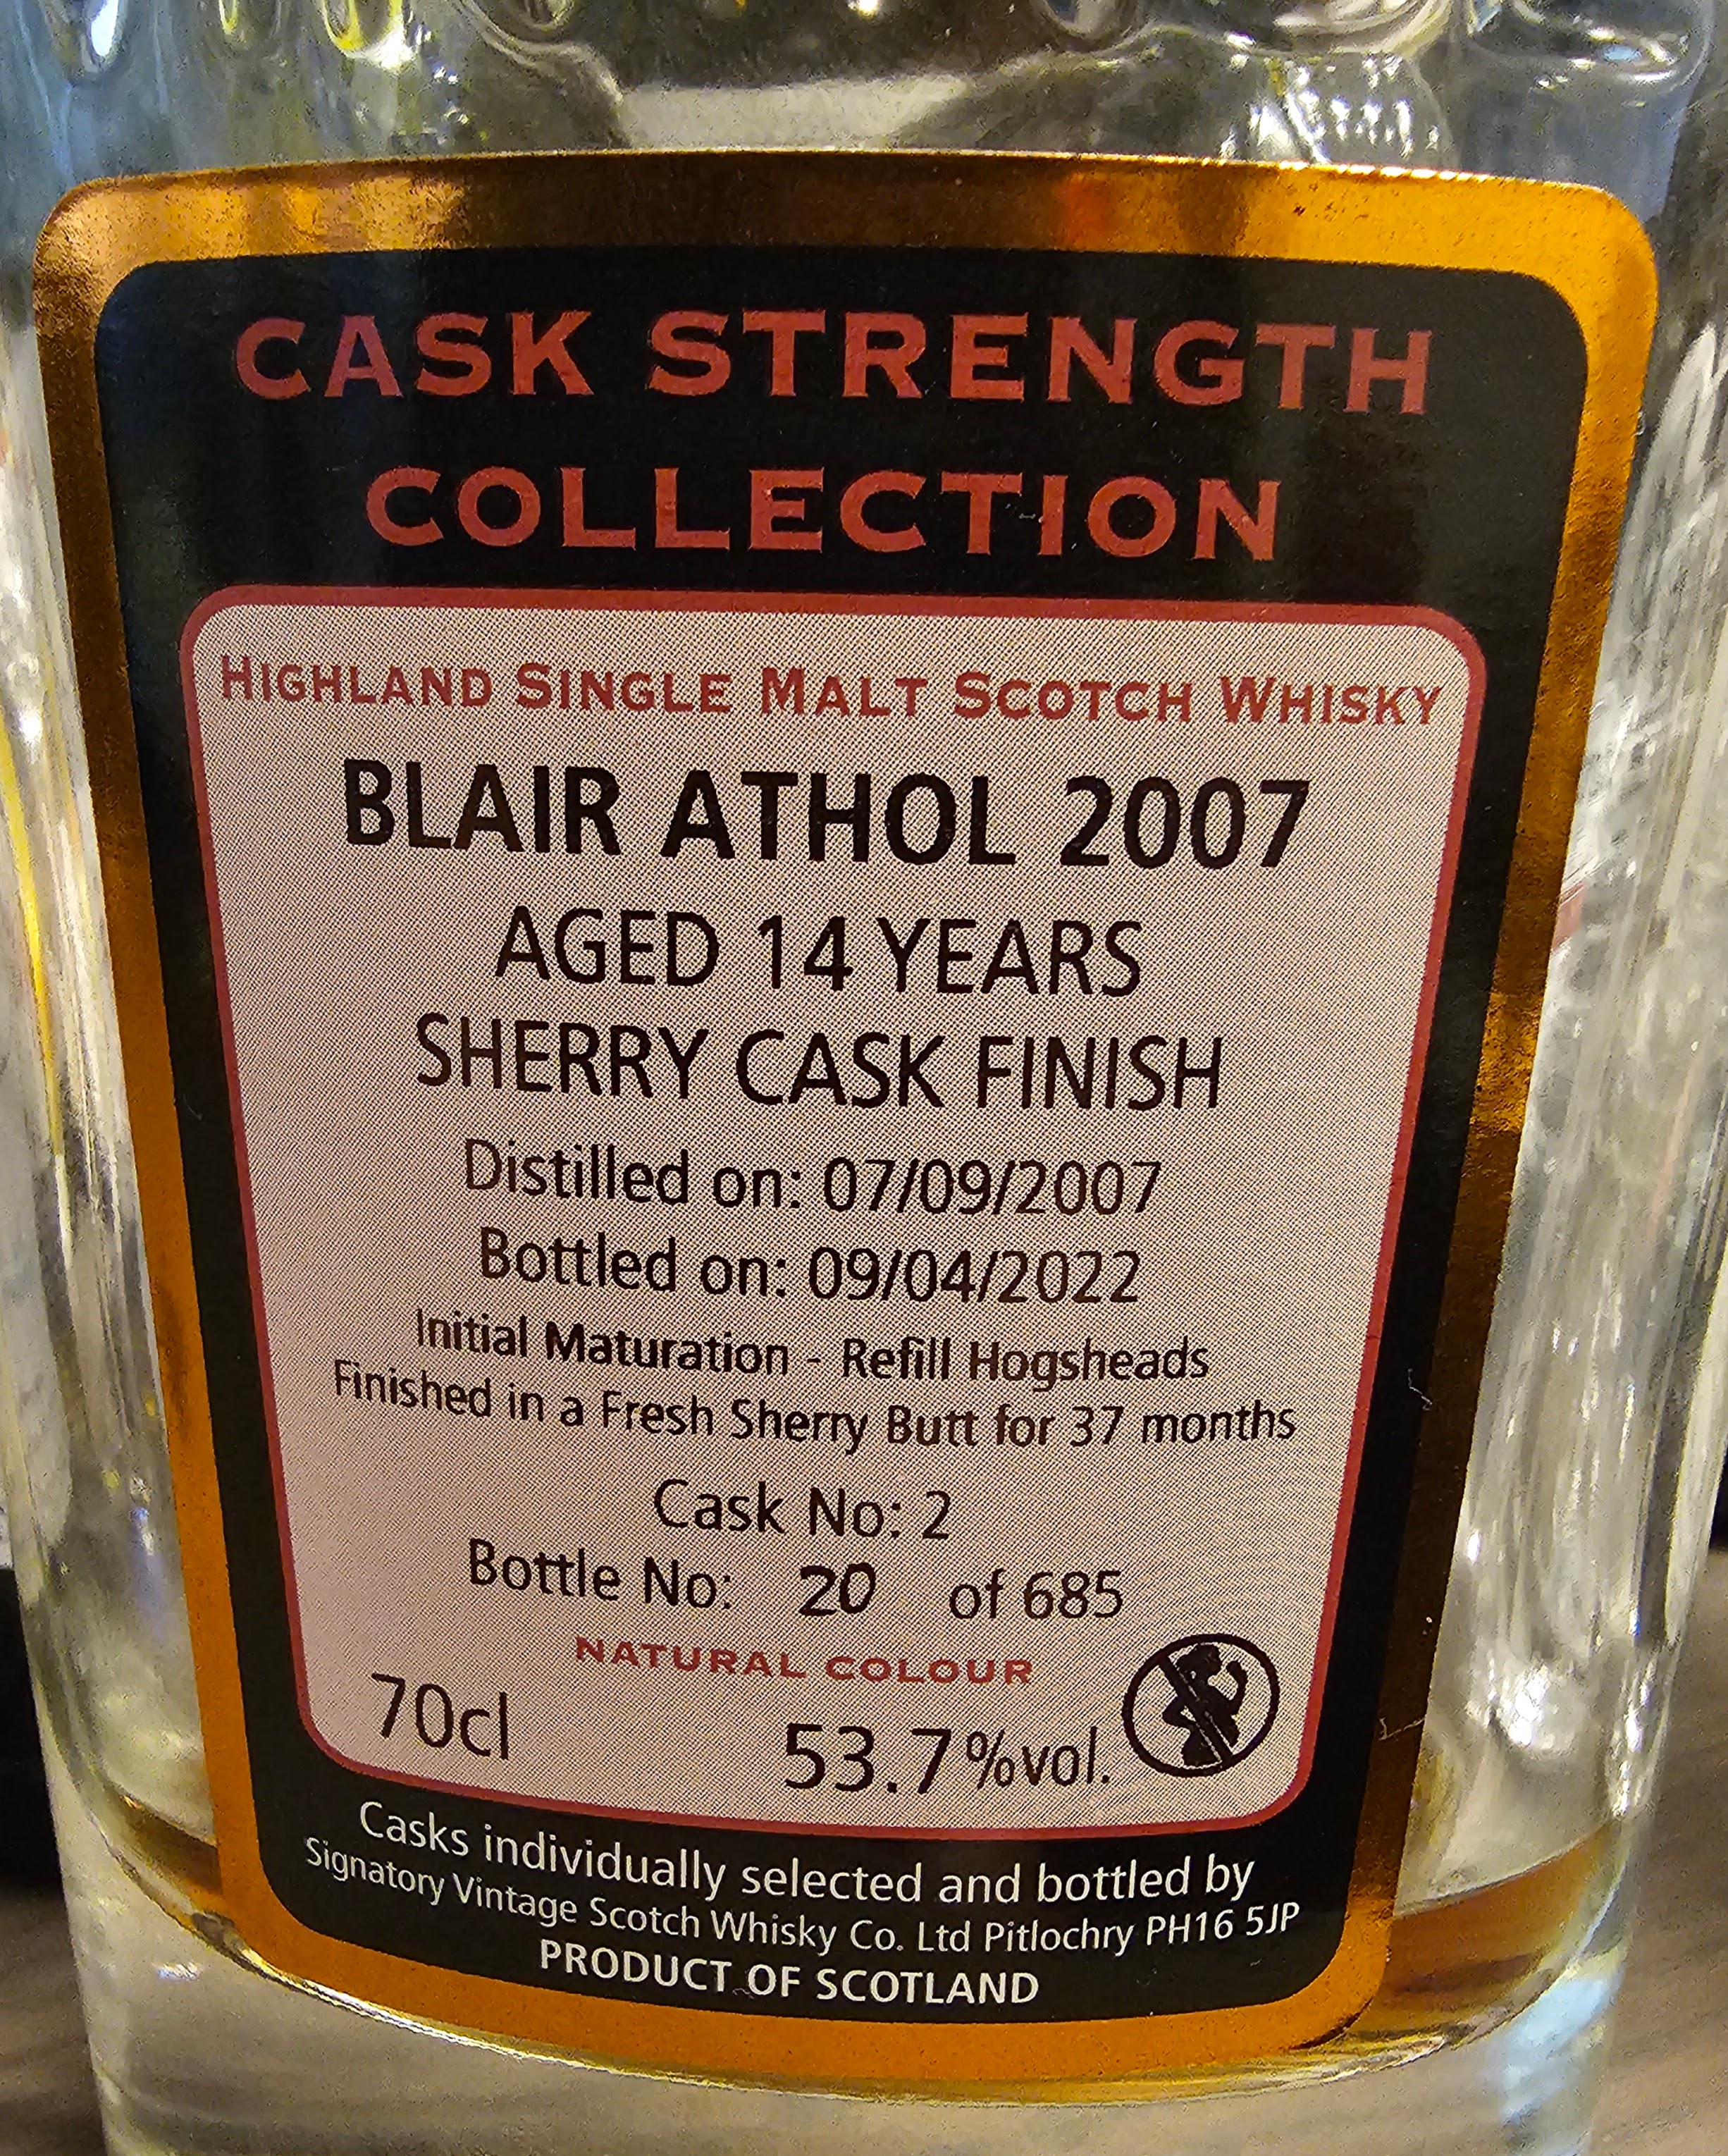 CASK STRENGTH
COLLECTION
HIGHLAND SINGLE MALT SCOTCH WHISKY
BLAIR ATHOL 2007
AGED 14 YEARS
SHERRY CASK FINISH
Distilled on: 07/09/2007
Bottled on: 09/04/2022
Initial Maturation - Refill Hogsheads
Finished in a Fresh Sherry Butt for 37 months
Cask No: 2
Bottle No: 20 of 685
NATURAL COLOUR
70cl 53.7%vol.
Casks individually selected and bottled by
Signatory Vintage Scotch Whisky Co. Ltd Pitlochry PH16 5JP
PRODUCT OF SCOTLAND